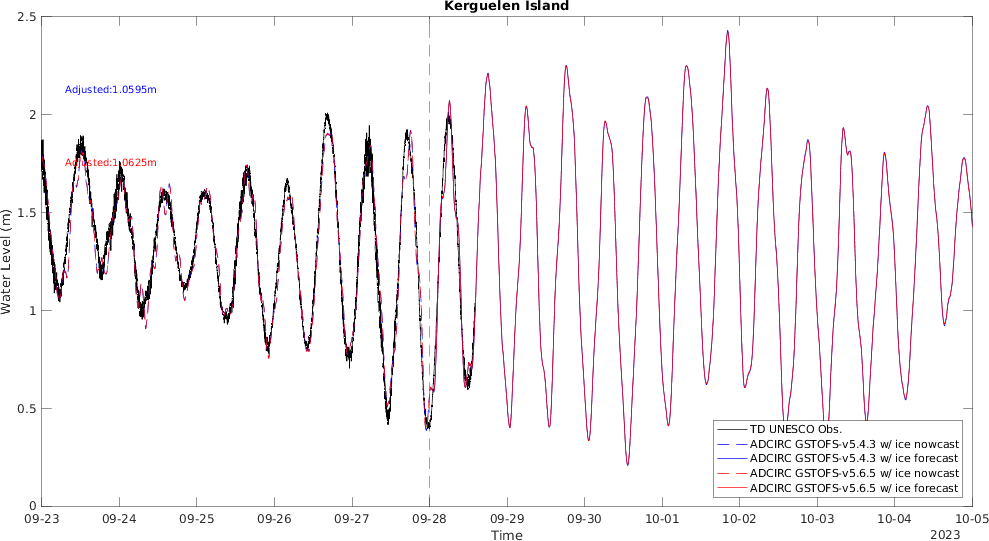 Kerguelen Island
2.5
2
1.5
1
0.5
0
Water Level (m)
Adjusted:1.0595m
Adjusted:1.0625m
TD UNESCO Obs.
ADCIRC GSTOFS-v5.4.3 w/ ice nowcast
ADCIRC GSTOFS-v5.4.3 w/ ice forecast
ADCIRC GSTOFS-v5.6.5 w/ ice nowcast
ADCIRC GSTOFS-v5.6.5 w/ ice forecast
09-23 09-24 09-25 09-26 09-27 09-28 09-29 09-30 10-01 10-02 10-03 10-04 10-05
Time
2023